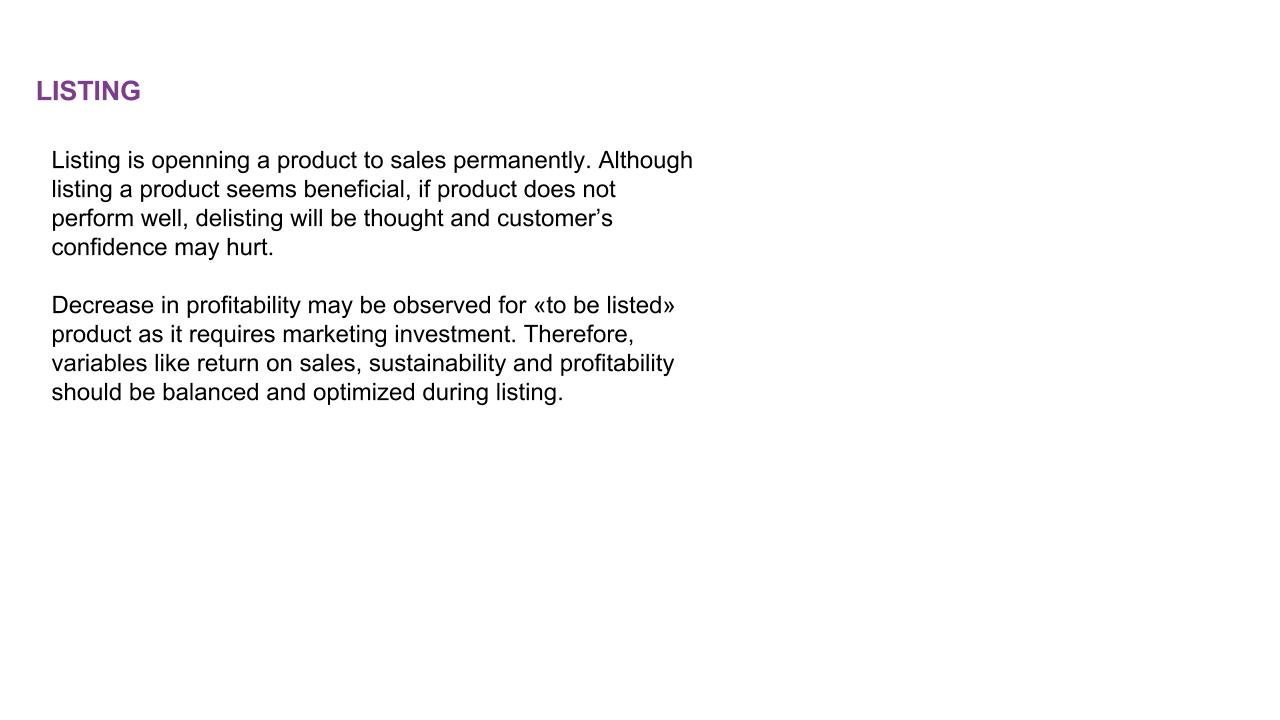 LISTING
Listing is openning a product to sales permanently. Although
listing a product seems beneficial, if product does not
perform well, delisting will be thought and customer’s
confidence may hurt.
Decrease in profitability may be observed for «to be listed»
product as it requires marketing investment. Therefore,
variables like return on sales, sustainability and profitability
should be balanced and optimized during listing.